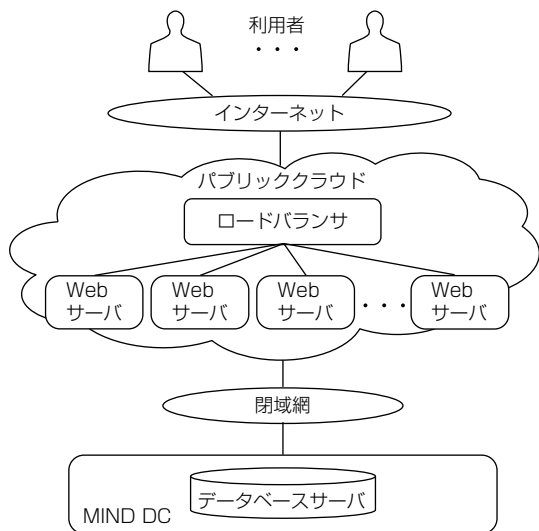 利用者
・・・
インターネット
パブリッククラウド
ロードバランサ
Web
サーバ
Web
サーバ
Web
サーバ
・・・
Web
サーバ
閉域網
データベースサーバ
MIND DC